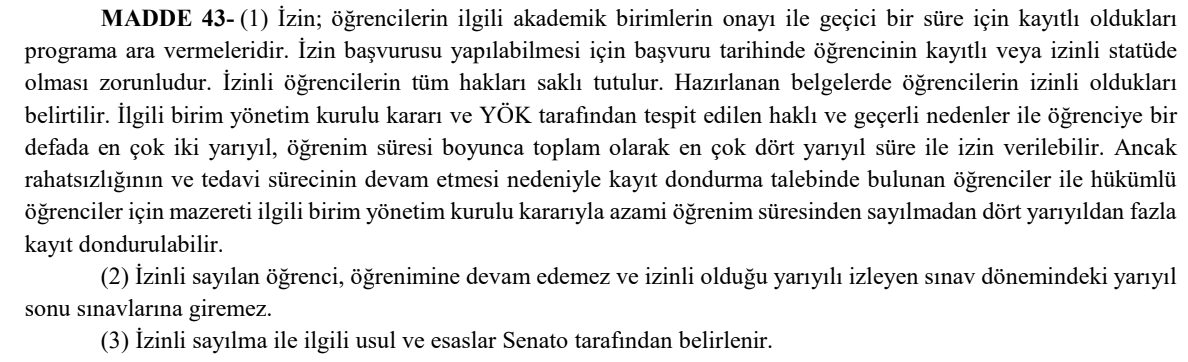 MADDE 43- (1) İzin; öğrencilerin ilgili akademik birimlerin onayı ile geçici bir süre için kayıtlı oldukları
programa ara vermeleridir. İzin başvurusu yapılabilmesi için başvuru tarihinde öğrencinin kayıtlı veya izinli statüde
olması zorunludur. İzinli öğrencilerin tüm hakları saklı tutulur. Hazırlanan belgelerde öğrencilerin izinli oldukları
belirtilir. İlgili birim yönetim kurulu kararı ve YÖK tarafından tespit edilen haklı ve geçerli nedenler ile öğrenciye bir
defada en çok iki yarıyıl, öğrenim süresi boyunca toplam olarak en çok dört yarıyıl süre ile izin verilebilir. Ancak
rahatsızlığının ve tedavi sürecinin devam etmesi nedeniyle kayıt dondurma talebinde bulunan öğrenciler ile hükümlü
öğrenciler için mazereti ilgili birim yönetim kurulu kararıyla azami öğrenim süresinden sayılmadan dört yarıyıldan fazla
kayıt dondurulabilir.
(2) İzinli sayılan öğrenci, öğrenimine devam edemez ve izinli olduğu yarıyılı izleyen sınav dönemindeki yarıyıl
sonu sınavlarına giremez.
(3) İzinli sayılma ile ilgili usul ve esaslar Senato tarafından belirlenir.